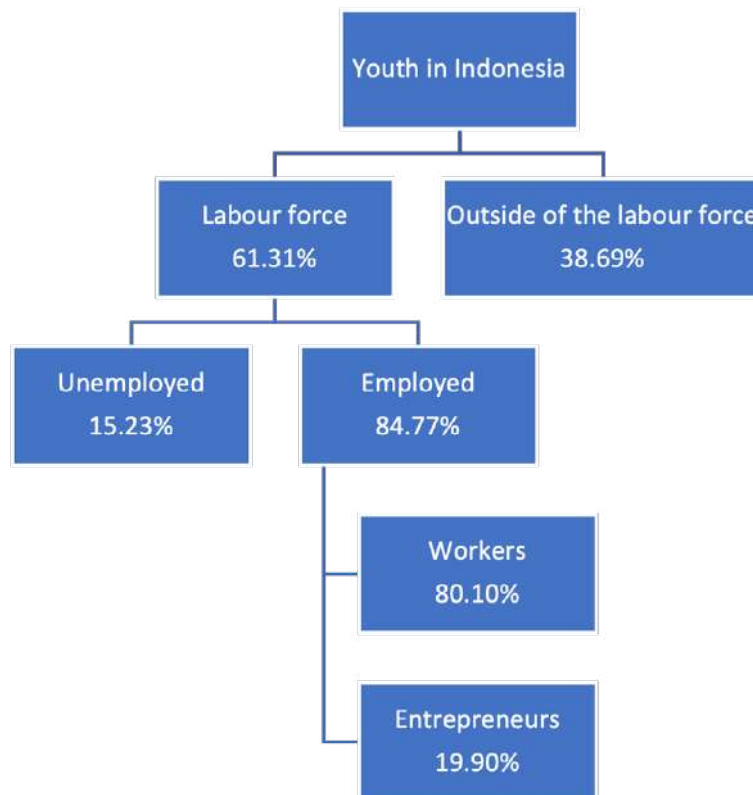 Youth in Indonesia
Labour force
61.31%
Outside of the labour force
38.69%
Unemployed
15.23%
Employed
84.77%
Workers
80.10%
Entrepreneurs
19.90%